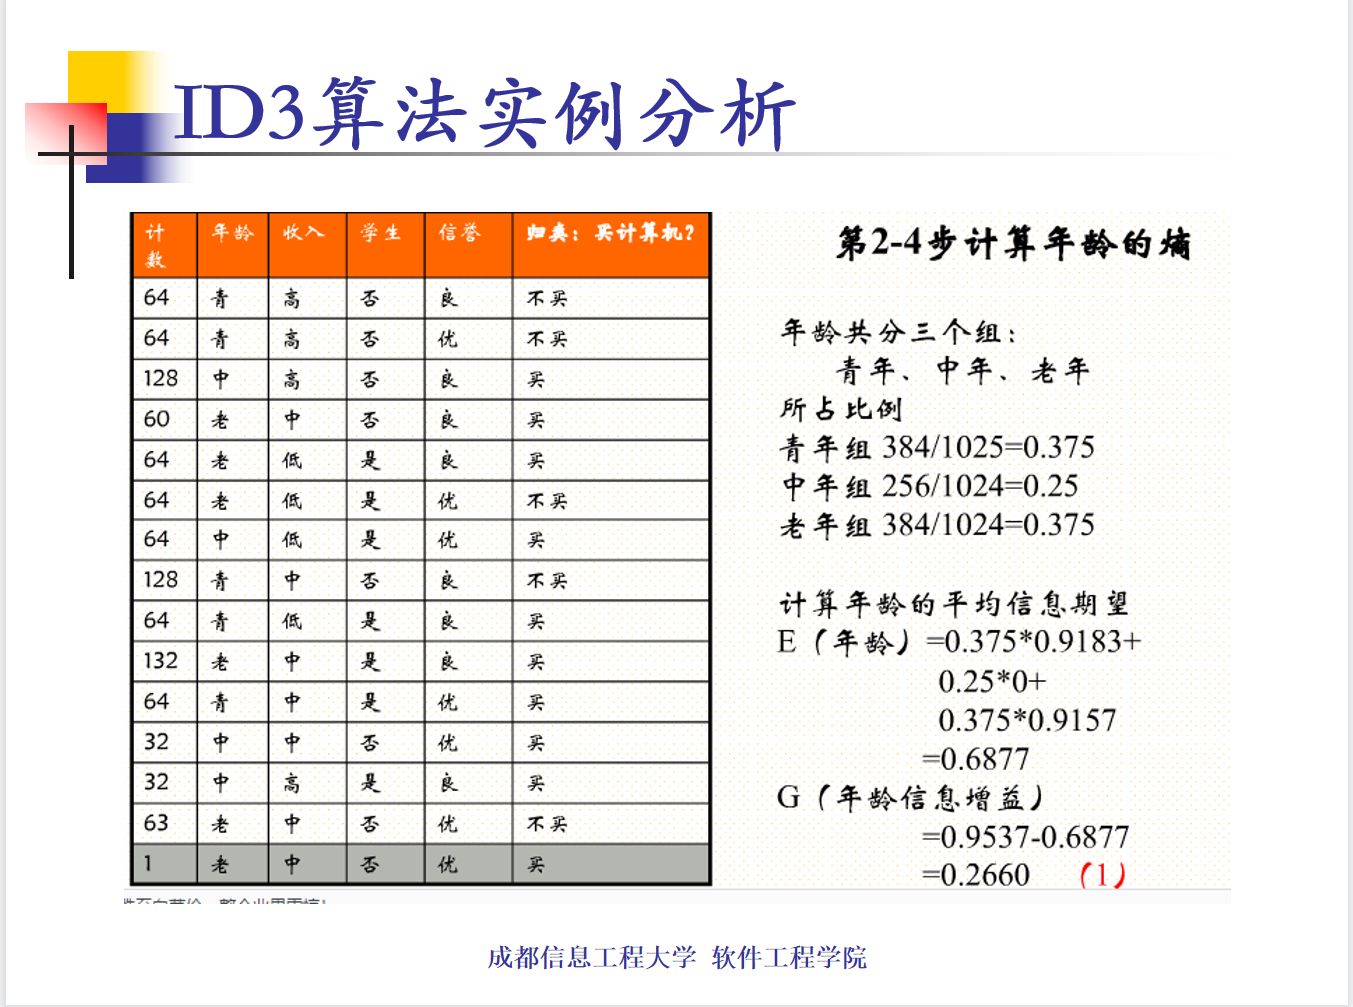 ID3算法实例分析
计数 年龄 收入 学生 信誉 归类：买计算机？
64 青 高 否 良 不买
64 青 高 否 优 不买
128 中 高 否 良 买
60 老 中 否 良 买
64 老 低 是 良 买
64 老 低 是 优 不买
64 中 低 是 优 买
128 青 中 否 良 不买
64 青 低 是 良 买
132 老 中 是 良 买
64 青 中 是 优 买
32 中 中 否 优 买
32 中 高 是 良 买
63 老 中 否 优 不买
1 老 中 否 优 买
第2-4步计算年龄的熵
年龄共分三个组：
青年、中年、老年
所占比例
青年组 384/1025=0.375
中年组 256/1024=0.25
老年组 384/1024=0.375
计算年龄的平均信息期望
E（年龄）=0.375*0.9183+
0.25*0+
0.375*0.9157
=0.6877
G（年龄信息增益）
=0.9537-0.6877
=0.2660 （1）
成都信息工程大学 软件工程学院